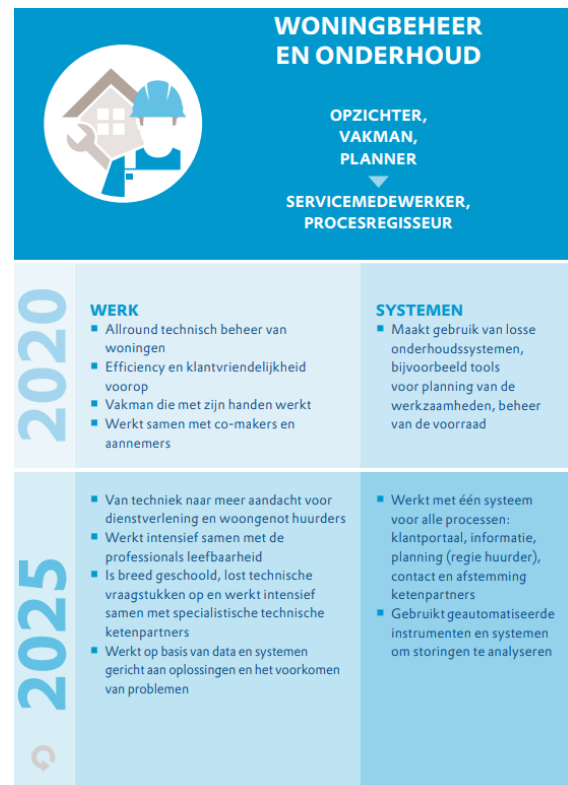 WONINGBEHEER
EN ONDERHOUD
OPZICHTER,
VAKMAN,
PLANNER
SERVICEMEDEWERKER,
PROCESREGISSEUR
2020
WERK
Allround technisch beheer van
woningen
Efficiency en klantvriendelijkheid
voorop
Vakman die met zijn handen werkt
Werkt samen met co-makers en
aannemers
SYSTEMEN
Maakt gebruik van losse
onderhoudssystemen,
bijvoorbeeld tools
voor planning van de
werkzaamheden, beheer
van de voorraad
2025
Van techniek naar meer aandacht voor
dienstverlening en woongenot huurders
Werkt intensief samen met de
professionals leefbaarheid
Is breed geschoold, lost technische
vraagstukken op en werkt intensief
samen met specialistische technische
ketenpartners
Werkt op basis van data en systemen
gericht aan oplossingen en het voorkomen
van problemen
Werkt met één systeem
voor alle processen:
klantportaal, informatie,
planning (regie huurder),
contact en afstemming
ketenpartners
Gebruikt geautomatiseerde
instrumenten en systemen
om storingen te analyseren